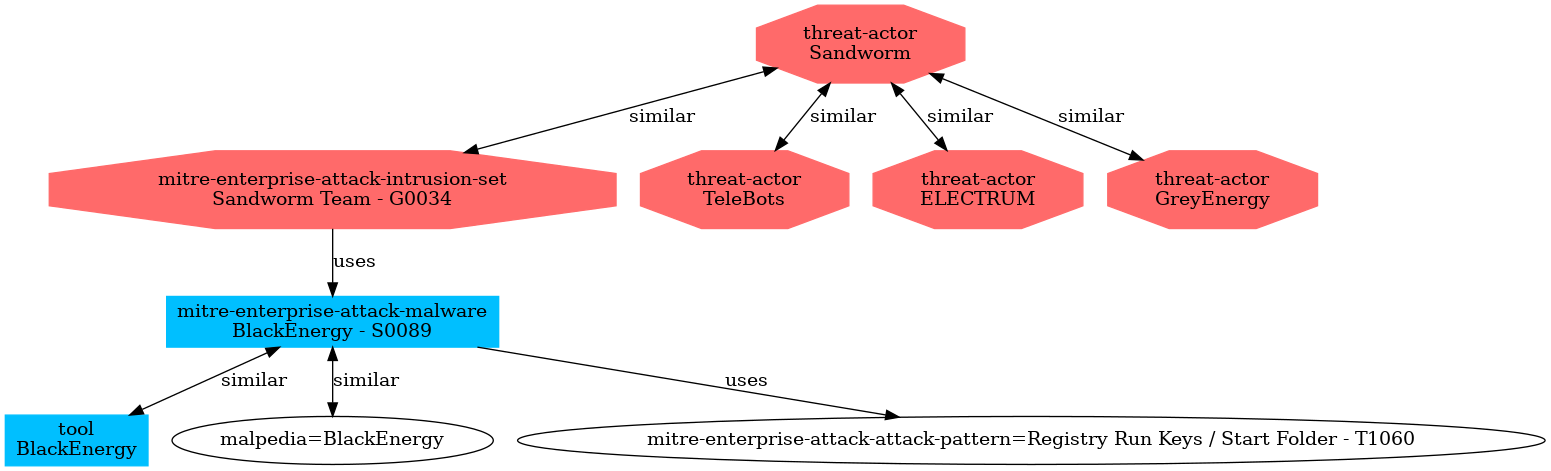 threat-actor
Sandworm
similar
similar
similar
similar
mitre-enterprise-attack-intrusion-set
Sandworm Team - G0034
threat-actor
TeleBots
threat-actor
ELECTRUM
threat-actor
GreyEnergy
uses
mitre-enterprise-attack-malware
BlackEnergy - S0089
similar
similar
uses
tool
BlackEnergy
malpedia=BlackEnergy
mitre-enterprise-attack-attack-pattern=Registry Run Keys / Start Folder - T1060